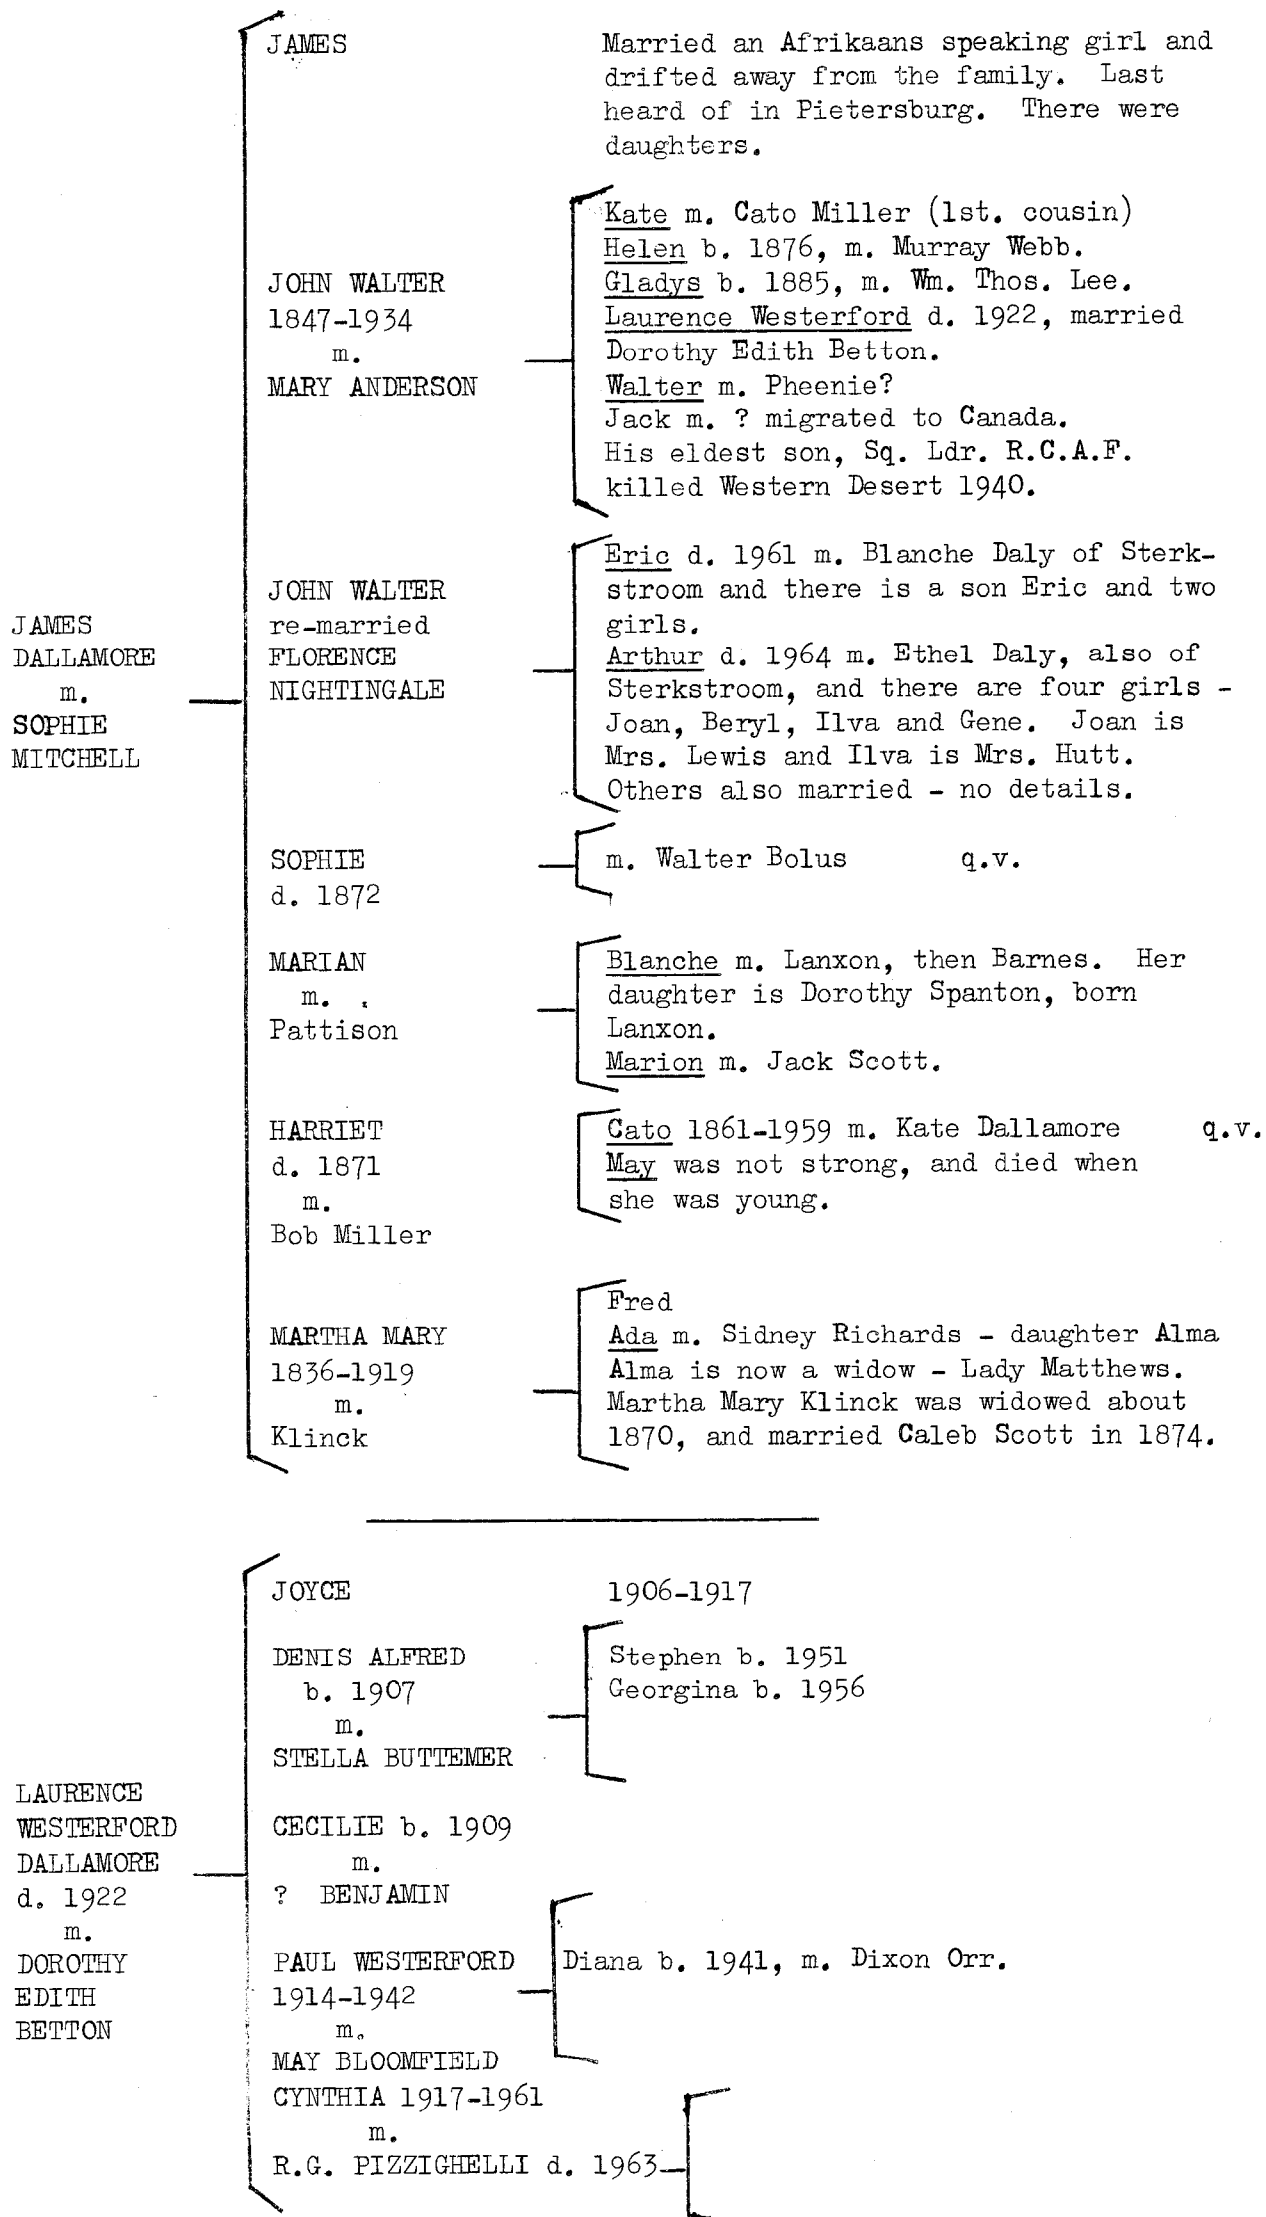 JAMES
Married an Afrikaans speaking girl and
drifted away from the family. Last
heard of in Pietersburg. There were
daughters.
JAMES
DALLAMORE
m.
SOPHIE
MITCHELL
JOHN WALTER
1847-1934
m.
MARY ANDERSON
Kate m. Cato Miller (1st. cousin)
Helen b. 1876, m. Murray Webb.
Gladys b. 1885, m. Wm. Thos. Lee.
Laurence Westerford d. 1922, married
Dorothy Edith Betton.
Walter m. Pheenie?
Jack m. ? migrated to Canada.
His eldest son, Sq. Ldr. R.C.A.F.
killed Western Desert 1940.
JOHN WALTER
re-married
FLORENCE
NIGHTINGALE
Eric d. 1961 m. Blanche Daly of Sterk-
stroom and there is a son Eric and two
girls.
Arthur d. 1964 m. Ethel Daly, also of
Sterkstroom, and there are four girls -
Joan, Beryl, Ilva and Gene. Joan is
Mrs. Lewis and Ilva is Mrs. Hutt.
Others also married - no details.
SOPHIE
d. 1872
m. Walter Bolus q.v.
MARIAN
m.
Pattison
Blanche m. Lanxon, then Barnes. Her
daughter is Dorothy Spanton, born
Lanxon.
Marion m. Jack Scott.
HARRIET
d. 1871
m.
Bob Miller
Cato 1861-1959 m. Kate Dallamore q.v.
May was not strong, and died when
she was young.
MARTHA MARY
1836-1919
m.
Klinck
Fred
Ada m. Sidney Richards - daughter Alma
Alma is now a widow - Lady Matthews.
Martha Mary Klinck was widowed about
1870, and married Caleb Scott in 1874.
LAURENCE
WESTERFORD
DALLAMORE
d. 1922
m.
DOROTHY
EDITH
BETTON
JOYCE 1906-1917
DENIS ALFRED
b. 1907
m.
STELLA BUTTEMER
Stephen b. 1951
Georgina b. 1956
CECILIE b. 1909
m.
? BENJAMIN
PAUL WESTERFORD
1914-1942
m.
MAY BLOOMFIELD
Diana b. 1941, m. Dixon Orr.
CYNTHIA 1917-1961
m.
R.G. PIZZIGHELLI d. 1963